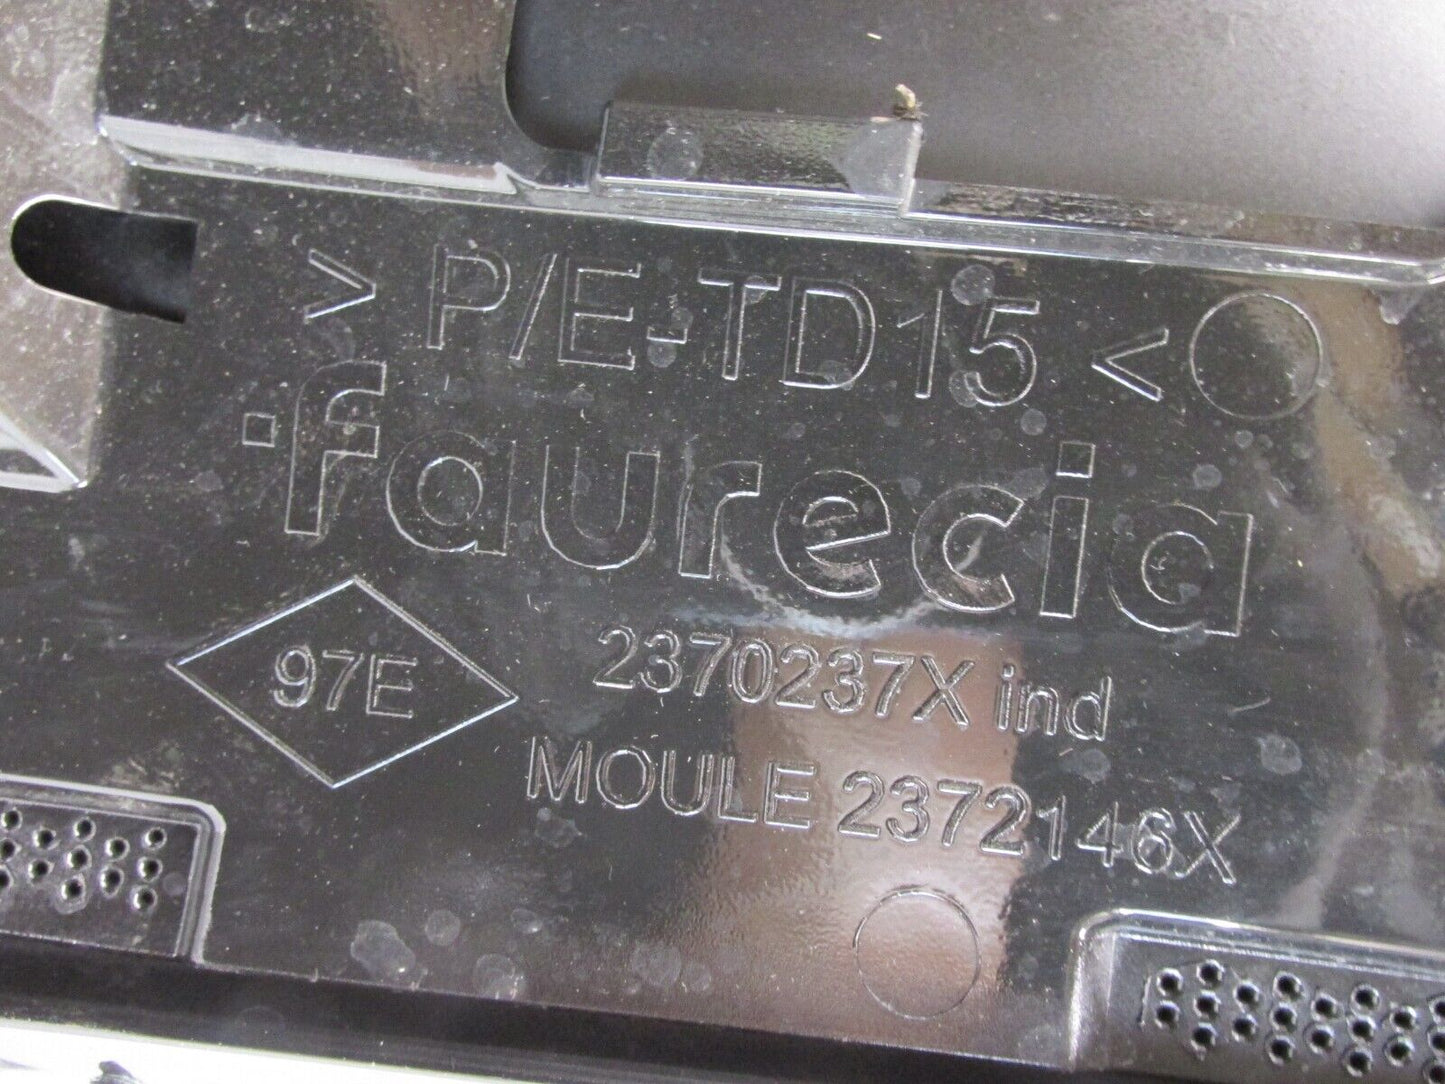 > P/E-TD15 <
faurecia
97E
2370237X ind
MOULE 2372146X